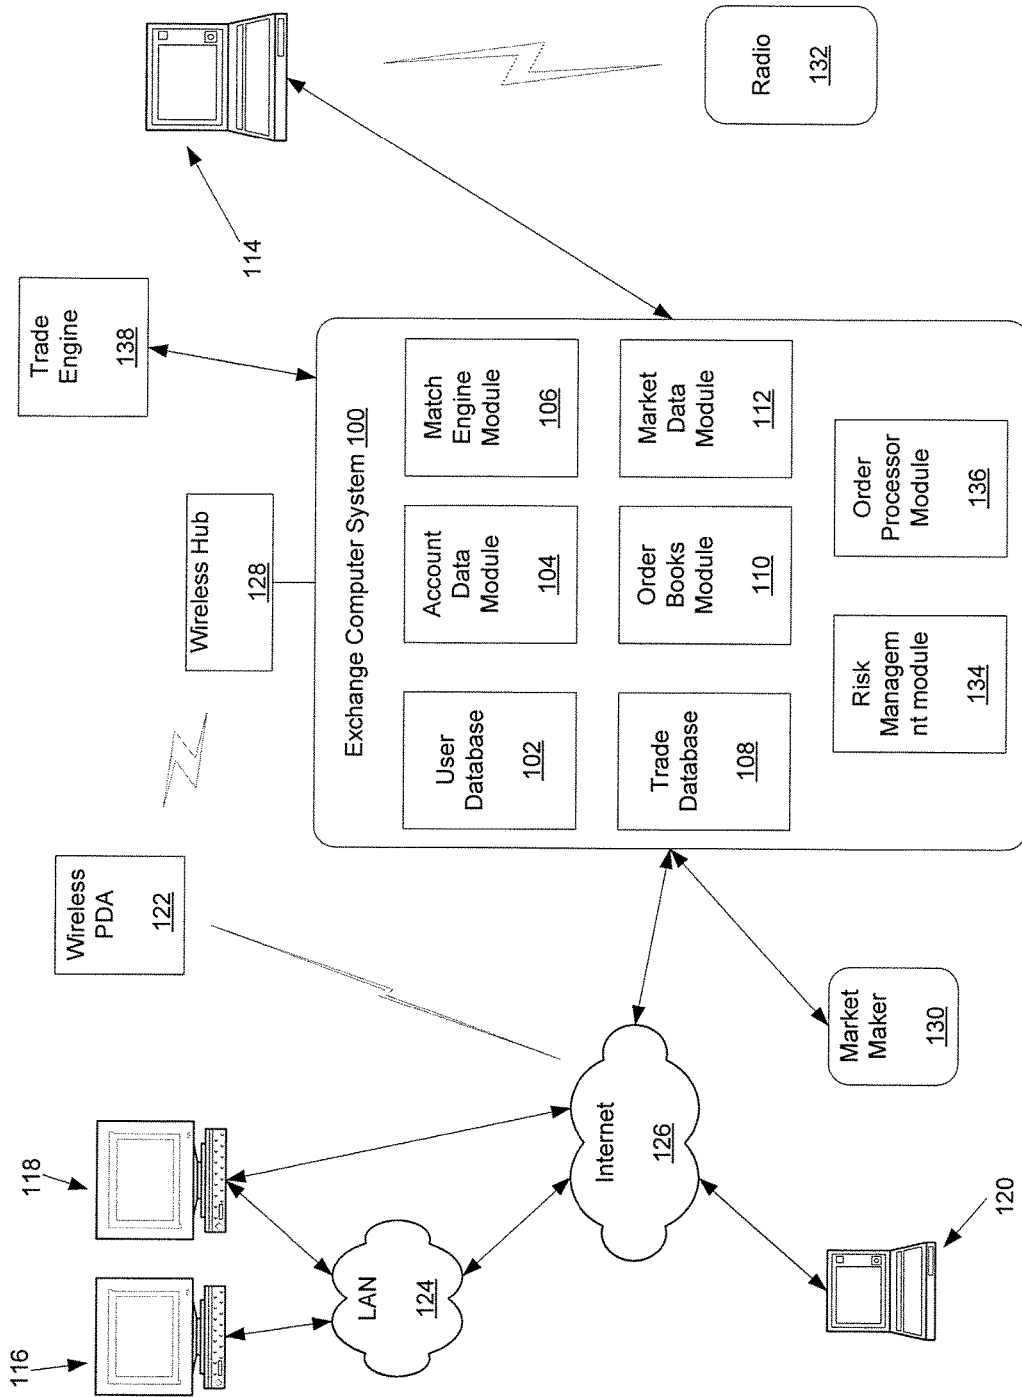 116
118
Wireless
PDA
122
Wireless Hub
128
Trade
Engine
138
114
LAN
124
Internet
126
120
Market
Maker
130
Exchange Computer System 100
User
Database
102
Account
Data
Module
104
Match
Engine
Module
106
Trade
Database
108
Order
Books
Module
110
Market
Data
Module
112
Risk
Managem
nt module
134
Order
Processor
Module
136
Radio
132